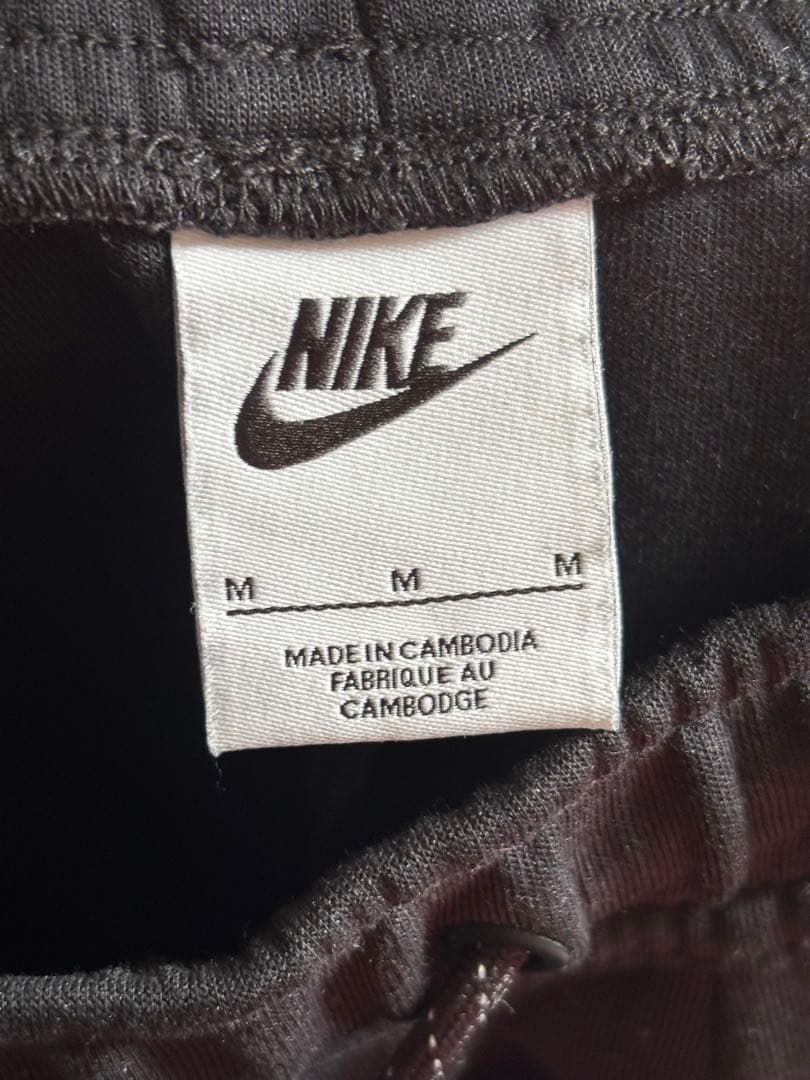 NIKE
M M M
MADE IN CAMBODIA
FABRIQUE AU
CAMBODGE